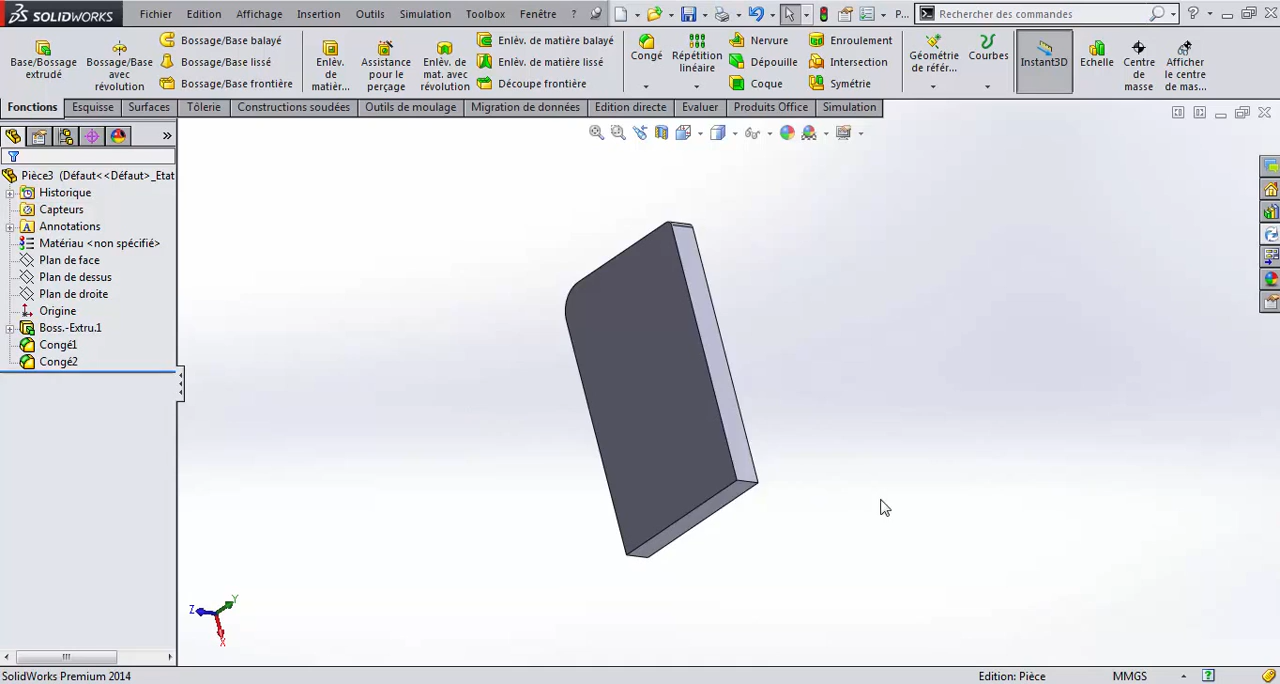 SOLIDWORKS
Fichier Edition Affichage Insertion Outils Simulation Toolbox Fenêtre ? P... Rechercher des commandes ?
Base/Bossage extrudé
Bossage/Base avec révolution
Bossage/Base balayé
Bossage/Base lissé
Bossage/Base frontière
Enlèv. de matière...
Assistance pour le perçage
Enlèv. de mat. avec révolution
Enlèv. de matière balayé
Enlèv. de matière lissé
Découpe frontière
Congé
Répétition linéaire
Nervure
Dépouille
Coque
Enroulement
Intersection
Symétrie
Géométrie de référ...
Courbes
Instant3D
Echelle
Centre de masse
Afficher le centre de mas...
Fonctions Esquisse Surfaces Tôlerie Constructions soudées Outils de moulage Migration de données Edition directe Evaluer Produits Office Simulation
»
Pièce3 (Défaut<<Défaut>_Etat
Historique
Capteurs
Annotations
Matériau <non spécifié>
Plan de face
Plan de dessus
Plan de droite
Origine
Boss.-Extru.1
Congé1
Congé2
Z Y X
SolidWorks Premium 2014 Edition: Pièce MMGS ?